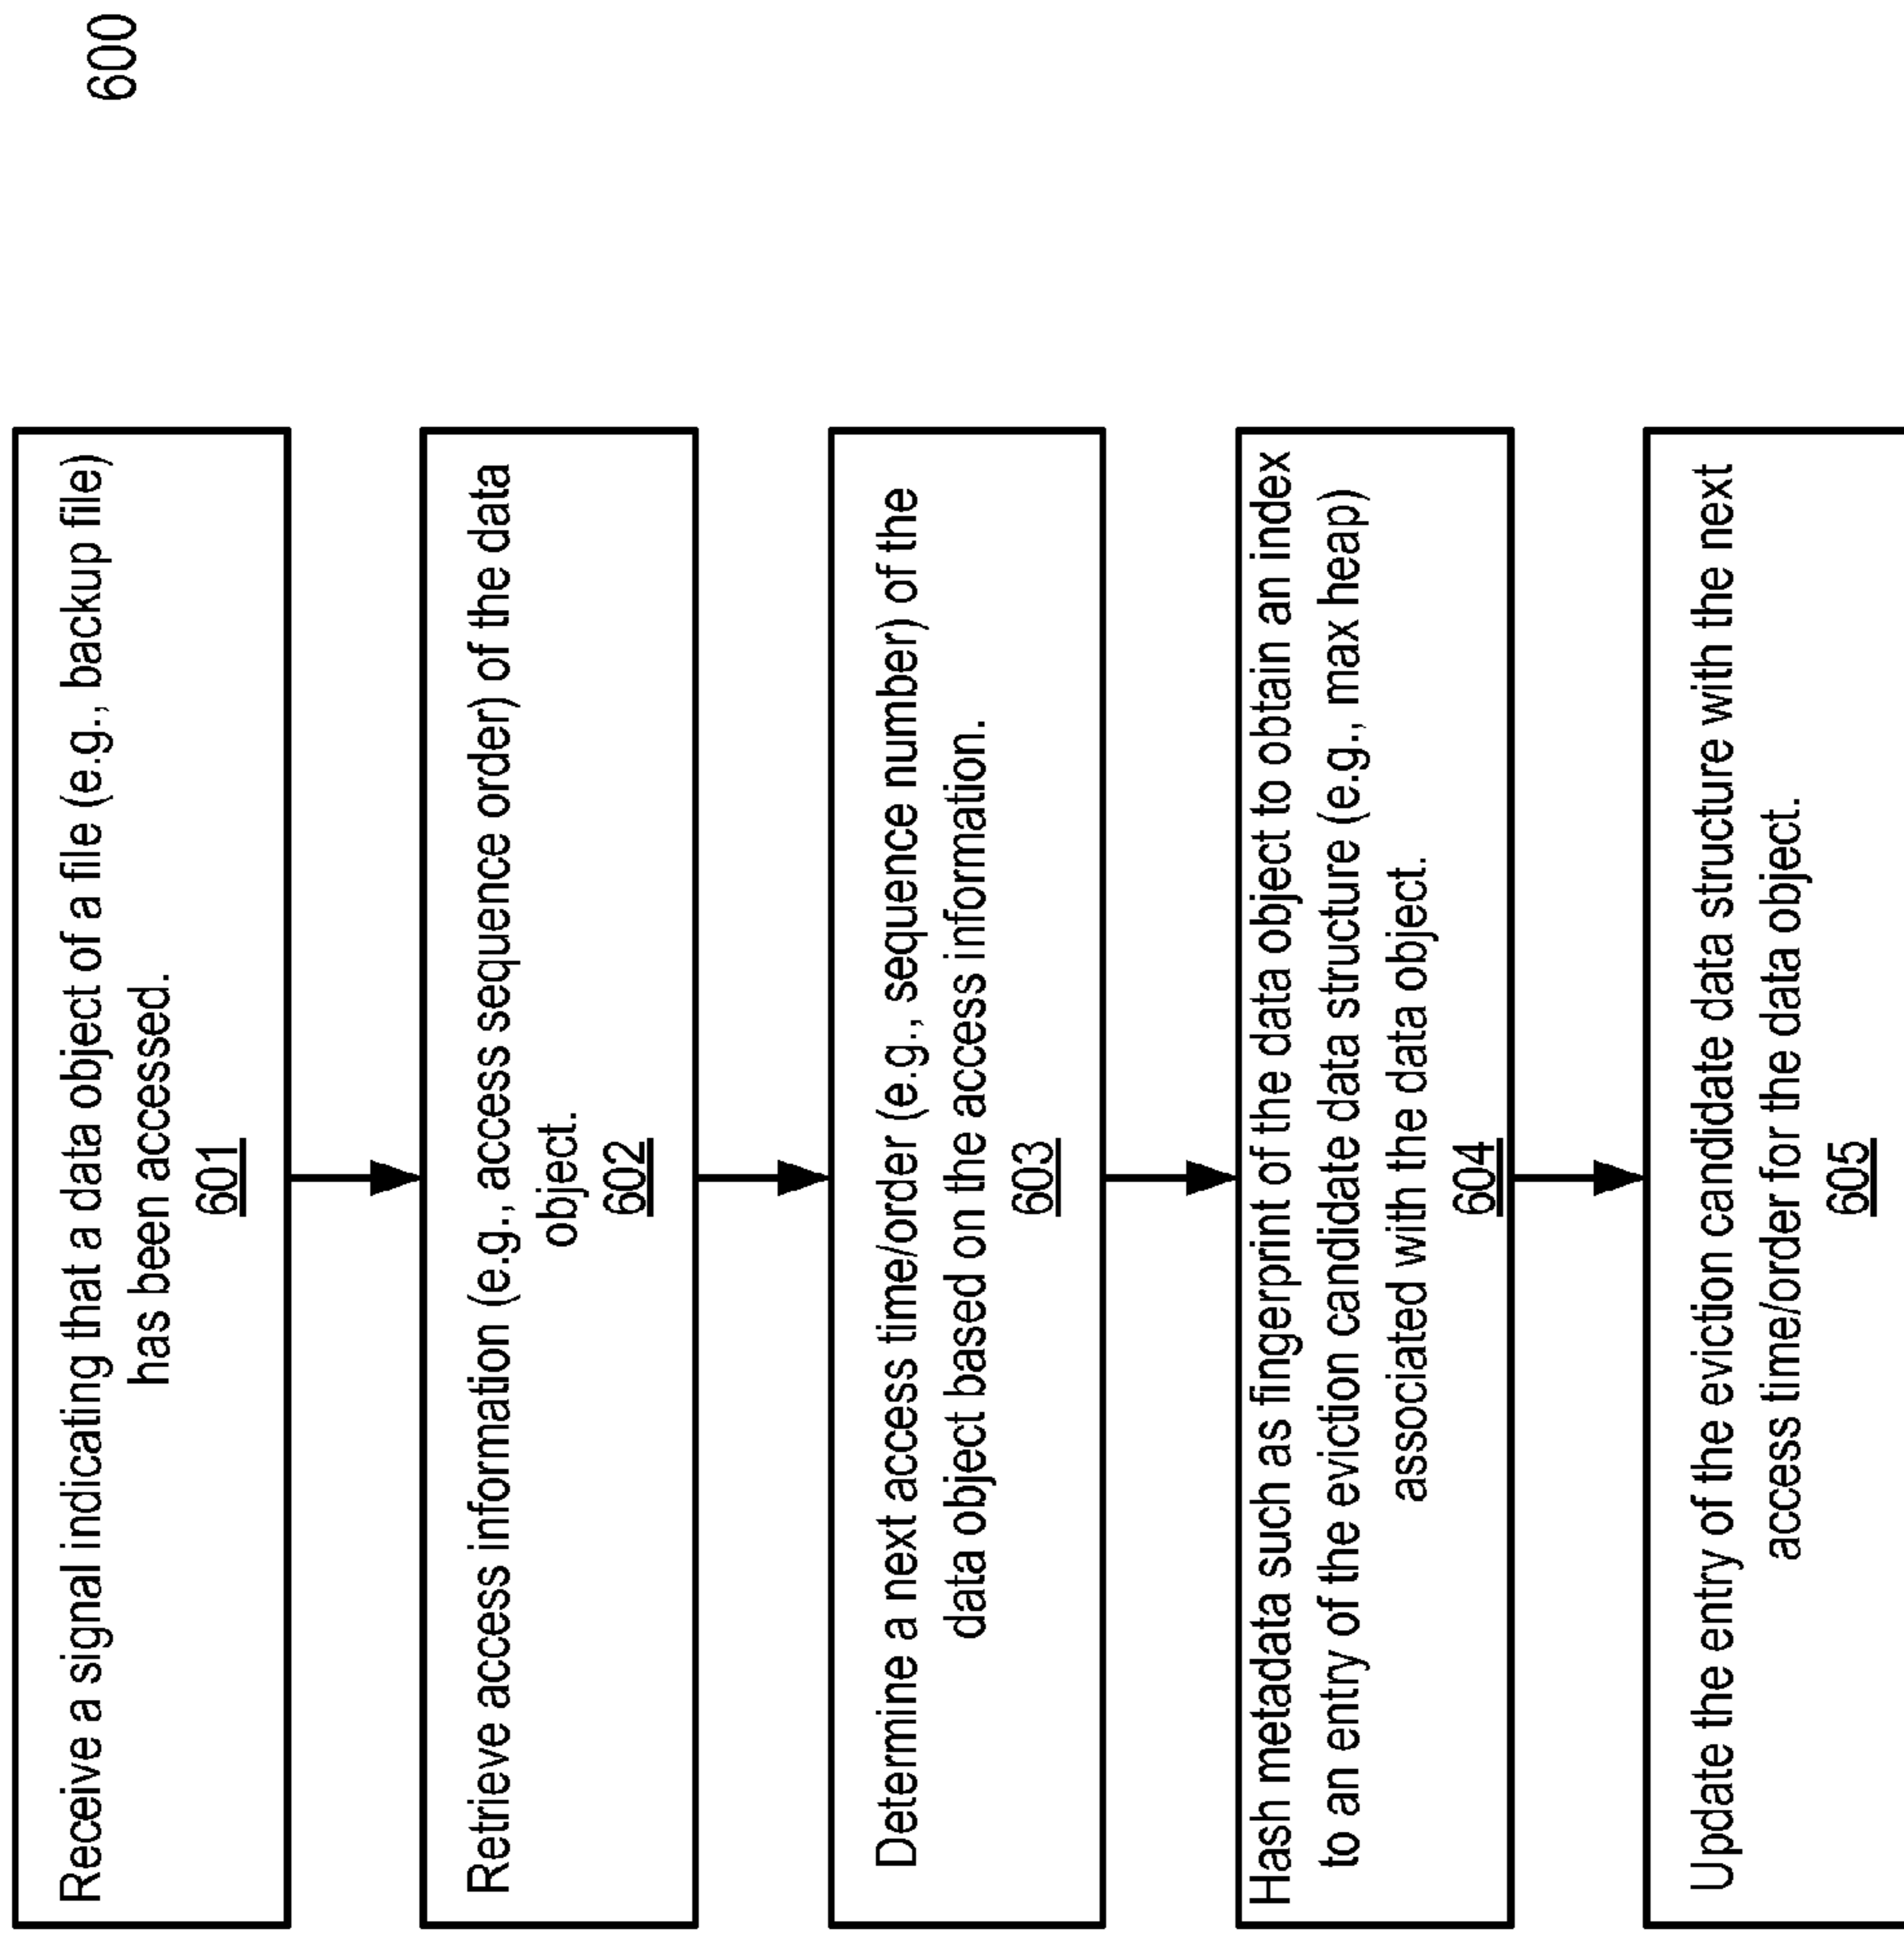 600
Receive a signal indicating that a data object of a file (e.g., backup file)
has been accessed.
601
Retrieve access information (e.g., access sequence order) of the data
object.
602
Determine a next access time/order (e.g., sequence number) of the
data object based on the access information.
603
Hash metadata such as fingerprint of the data object to obtain an index
to an entry of the eviction candidate data structure (e.g., max heap)
associated with the data object.
604
Update the entry of the eviction candidate data structure with the next
access time/order for the data object.
605